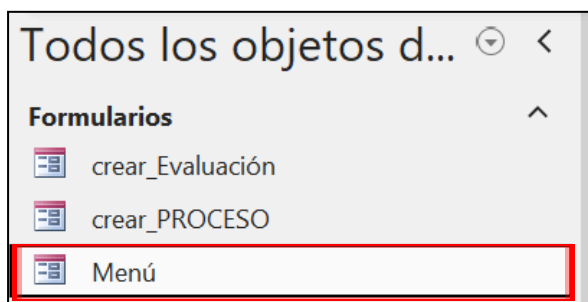 Todos los objetos d...
Formularios
crear_Evaluación
crear_PROCESO
Menú